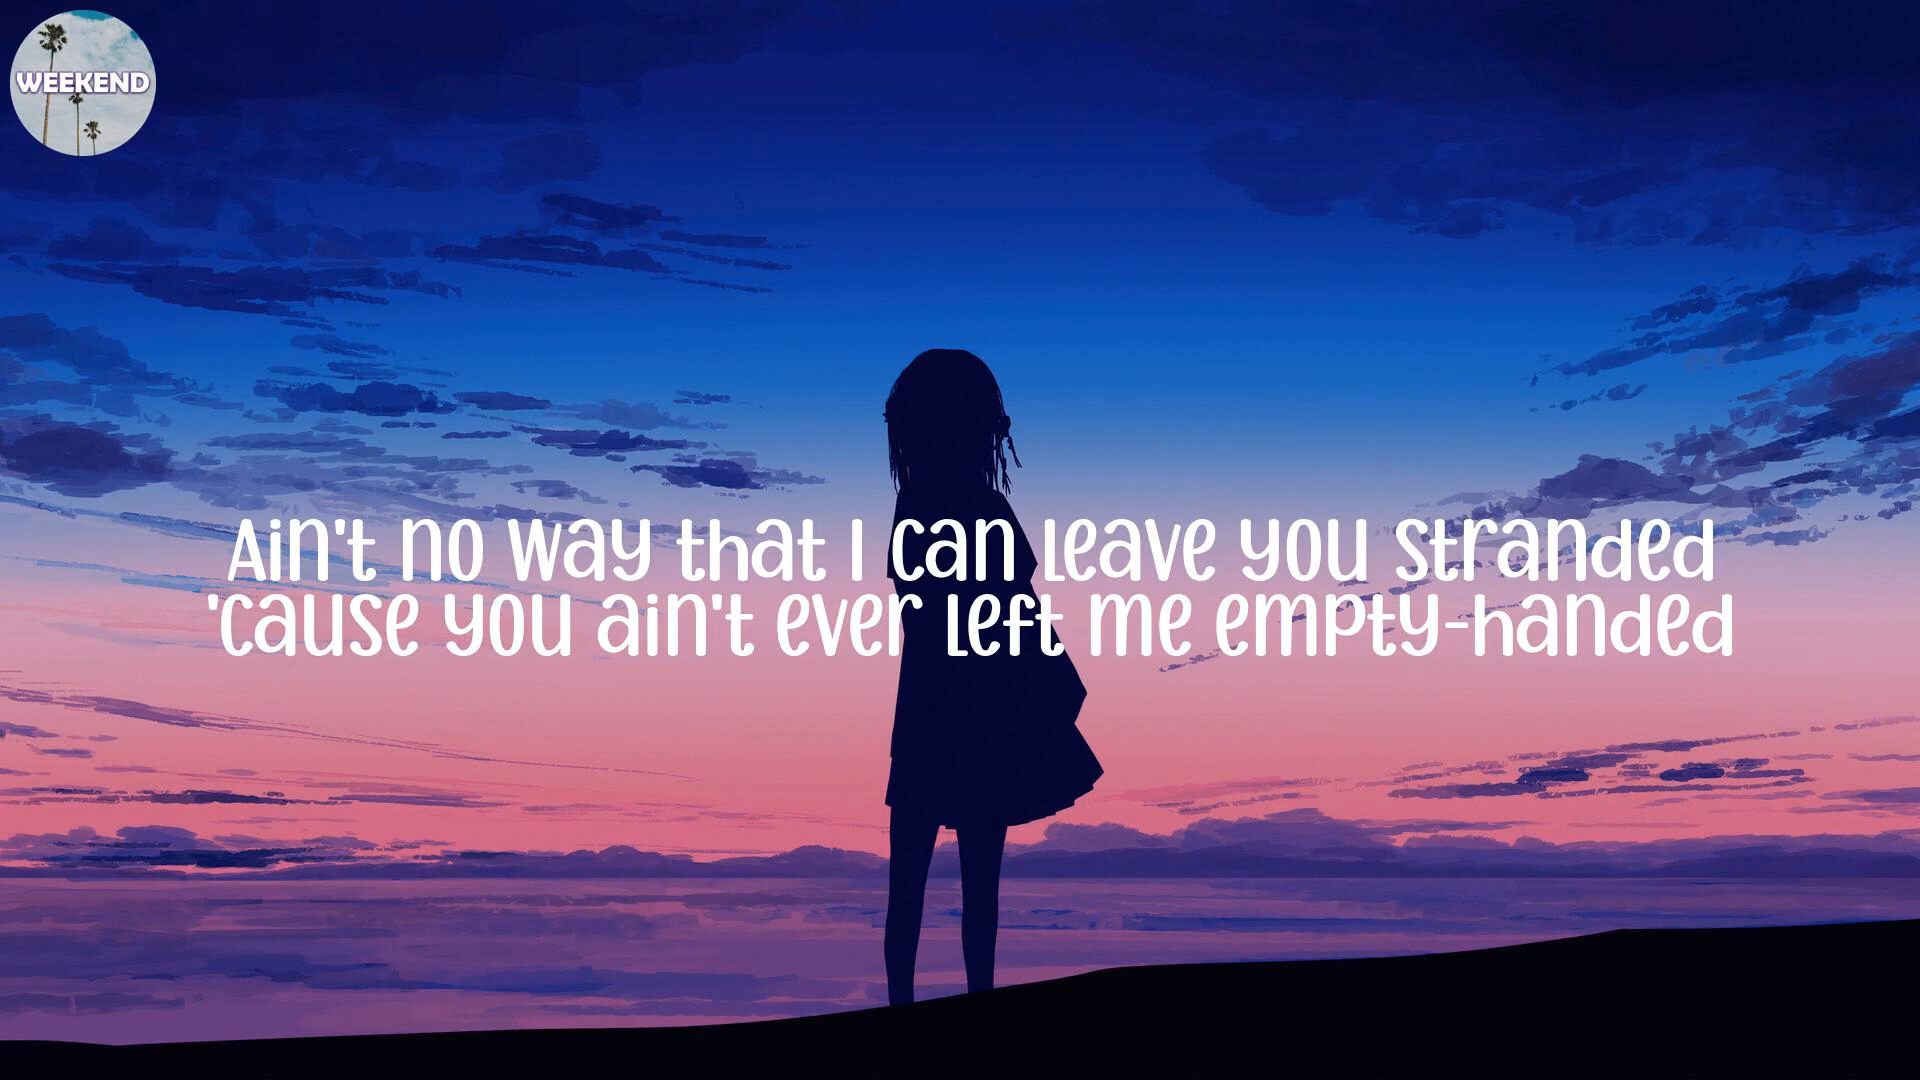 WEEKEND
Ain't no way that I can leave you stranded
'cause you ain't ever left me empty-handed